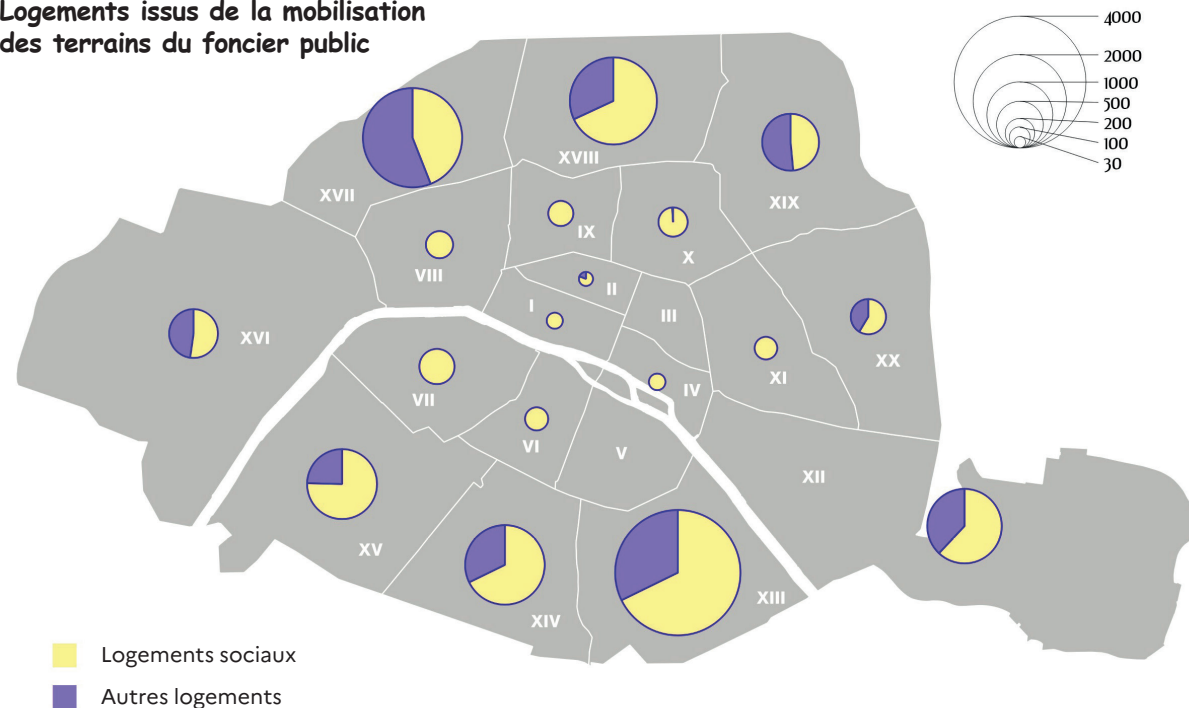 Logements issus de la mobilisation
des terrains du foncier public
4000
2000
1000
500
200
100
30
XVIII
XVII
XIX
IX
X
VIII
II
I
III
XVI
XX
XI
IV
VII
VI
V
XII
XV
XIII
XIV
Logements sociaux
Autres logements